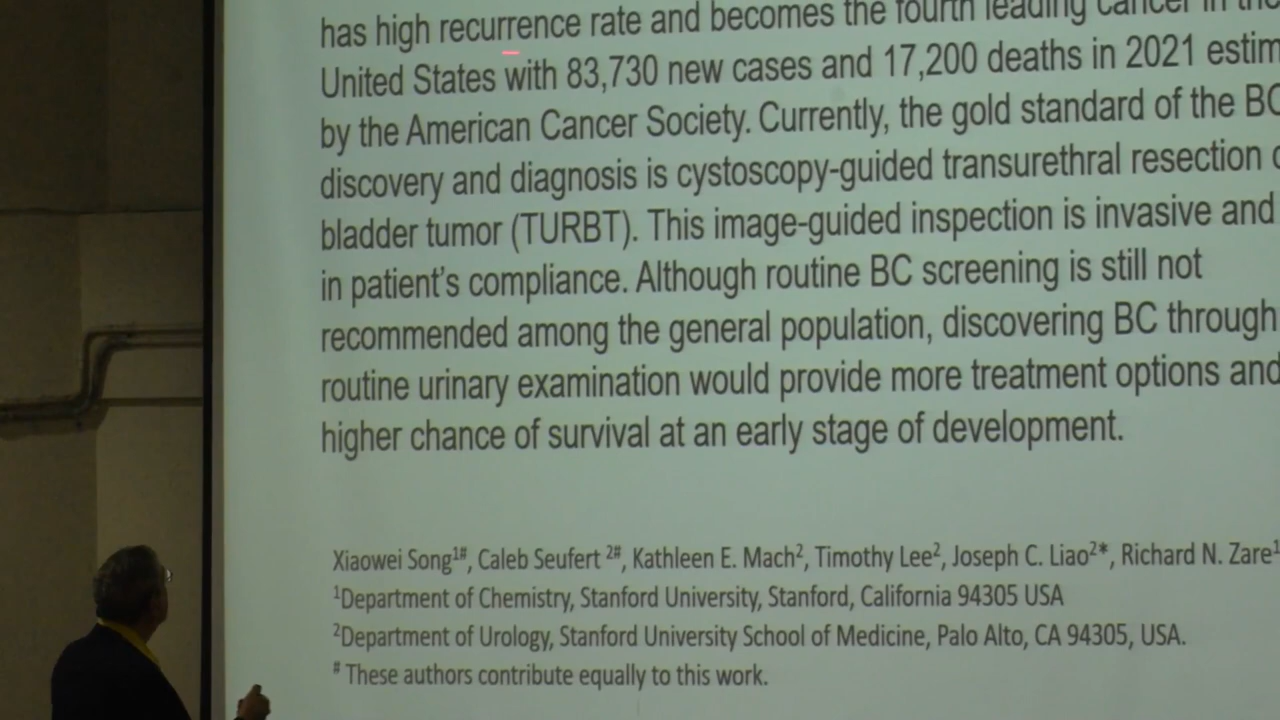 has high recurrence rate and becomes the fourth leading cancer in the
United States with 83,730 new cases and 17,200 deaths in 2021 estim
by the American Cancer Society. Currently, the gold standard of the BC
discovery and diagnosis is cystoscopy-guided transurethral resection
bladder tumor (TURBT). This image-guided inspection is invasive and
in patient's compliance. Although routine BC screening is still not
recommended among the general population, discovering BC through
routine urinary examination would provide more treatment options and
higher chance of survival at an early stage of development.
Xiaowei Song1#, Caleb Seufert 2#, Kathleen E. Mach2, Timothy Lee2, Joseph C. Liao2*, Richard N. Zare1
1Department of Chemistry, Stanford University, Stanford, California 94305 USA
2Department of Urology, Stanford University School of Medicine, Palo Alto, CA 94305, USA.
# These authors contribute equally to this work.